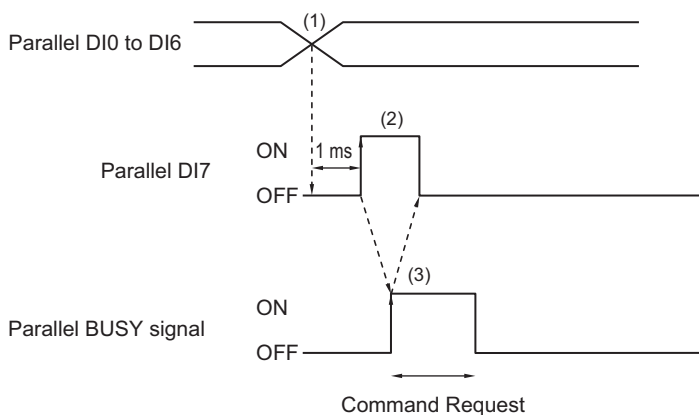 (1)
Parallel DI0 to DI6
(2)
ON
1 ms
Parallel DI7
OFF
(3)
ON
Parallel BUSY signal
OFF
Command Request